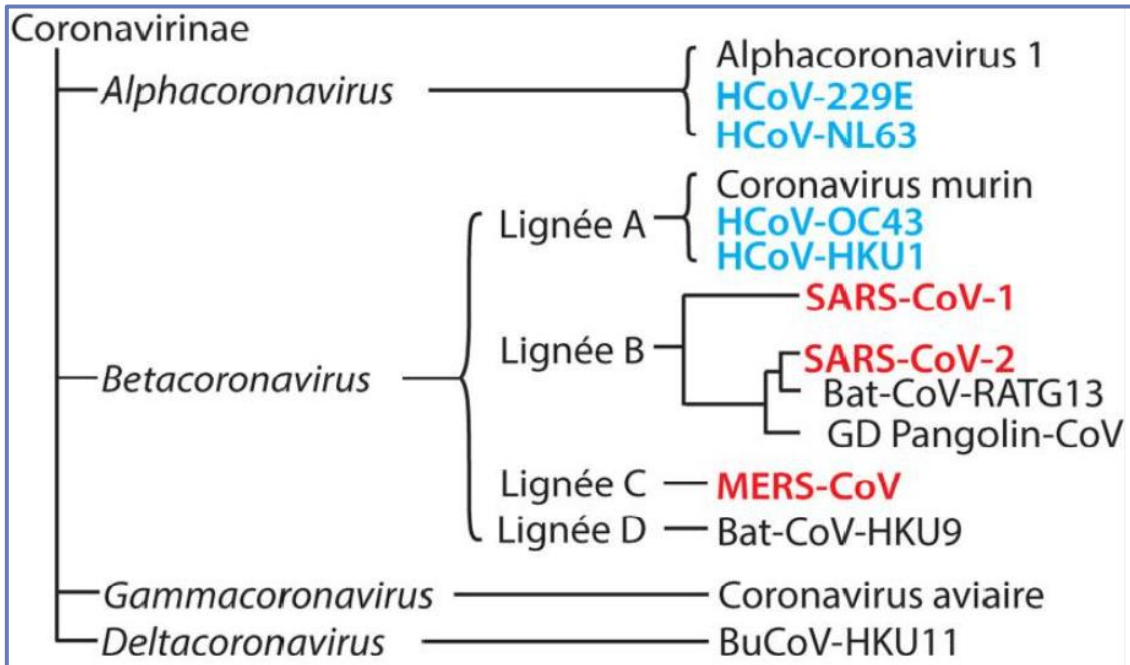 Coronavirinae
Alphacoronavirus
Alphacoronavirus 1
HCoV-229E
HCoV-NL63
Betacoronavirus
Lignée A
Coronavirus murin
HCoV-OC43
HCoV-HKU1
Lignée B
SARS-CoV-1
SARS-CoV-2
Bat-CoV-RATG13
GD Pangolin-CoV
Lignée C
MERS-CoV
Lignée D
Bat-CoV-HKU9
Gammacoronavirus
Coronavirus aviaire
Deltacoronavirus
BuCoV-HKU11